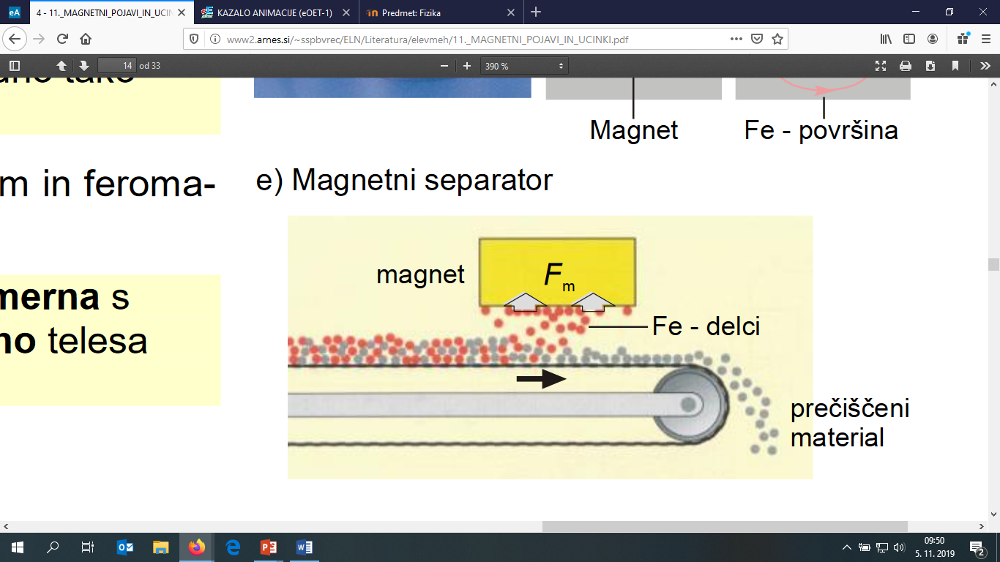 eA
4 - 11._MAGNETNI_POJAVI_IN_UCIN
KAZALO ANIMACIJE (eOET-1)
Predmet: Fizika
www2.arnes.si/~sspbvrec/ELN/Literatura/elevmeh/11._MAGNETNI_POJAVI_IN_UCINKI.pdf
14 od 33
390 %
Magnet
Fe - površina
m in feroma-
e) Magnetni separator
magnet
Fm
merna s
no telesa
Fe - delci
prečiščeni
material
09:50
5. 11. 2019
2